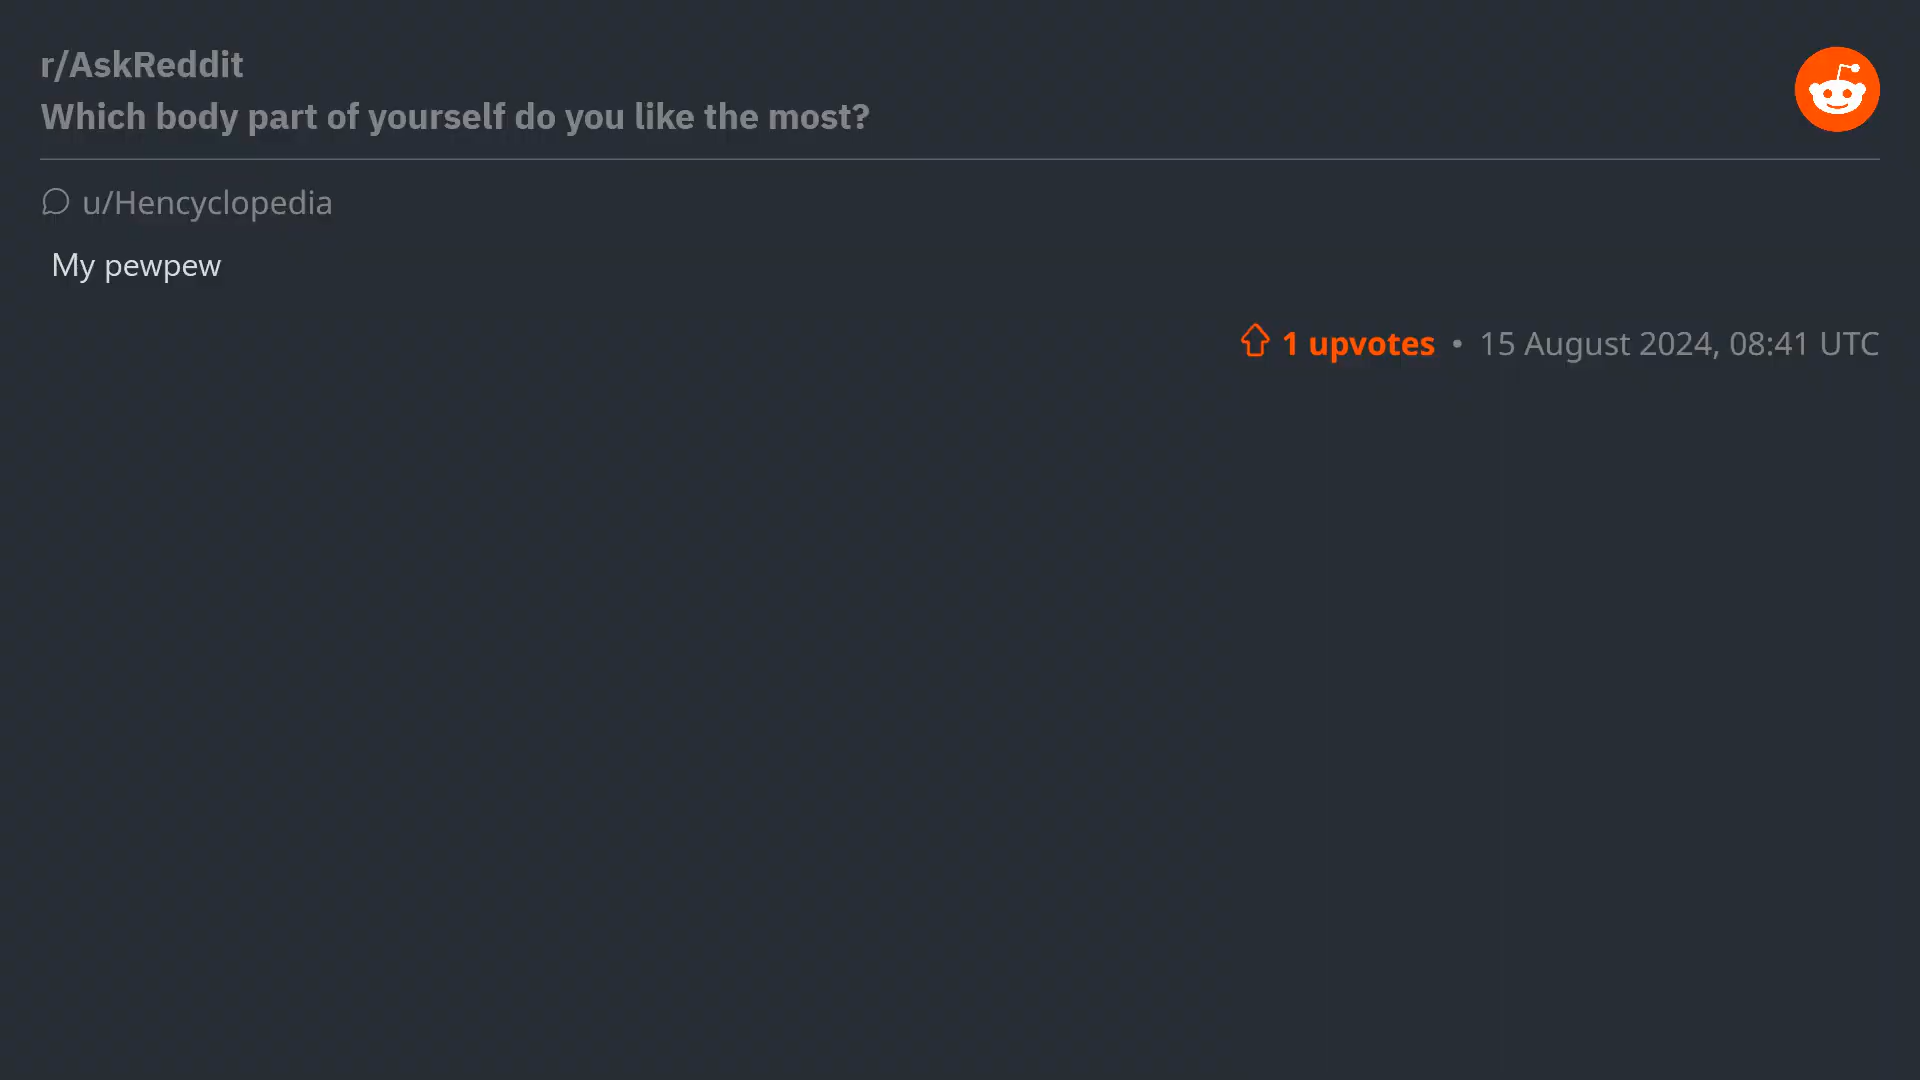 r/AskReddit
Which body part of yourself do you like the most?
u/Hencyclopedia
My pewpew
1 upvotes • 15 August 2024, 08:41 UTC